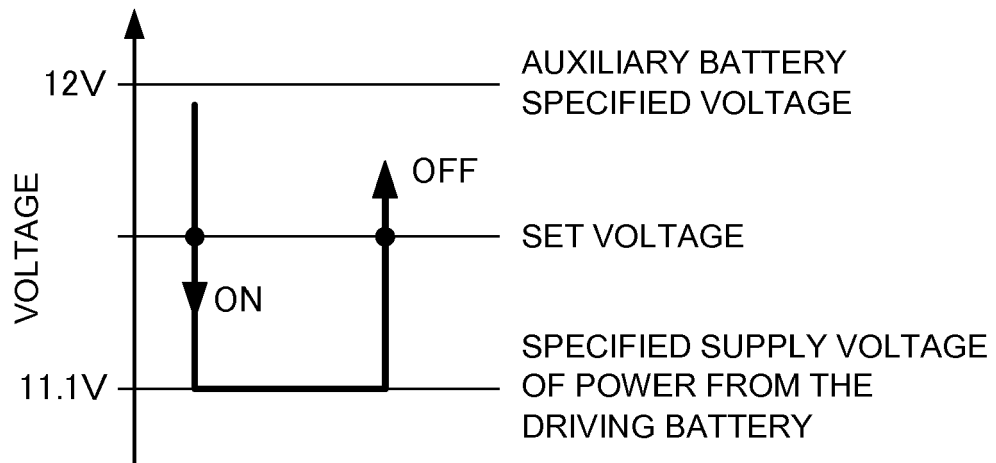 12V
AUXILIARY BATTERY
SPECIFIED VOLTAGE
OFF
VOLTAGE
SET VOLTAGE
ON
SPECIFIED SUPPLY VOLTAGE
11.1V
OF POWER FROM THE
DRIVING BATTERY